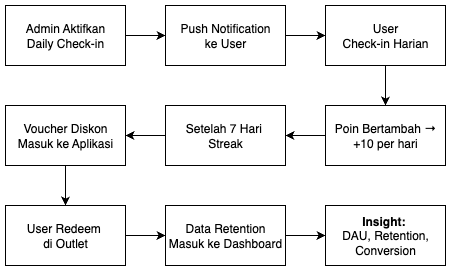 Admin Aktifkan
Daily Check-in
Push Notification
ke User
User
Check-in Harian
Poin Bertambah →
+10 per hari
Setelah 7 Hari
Streak
Voucher Diskon
Masuk ke Aplikasi
User Redeem
di Outlet
Data Retention
Masuk ke Dashboard
Insight:
DAU, Retention,
Conversion